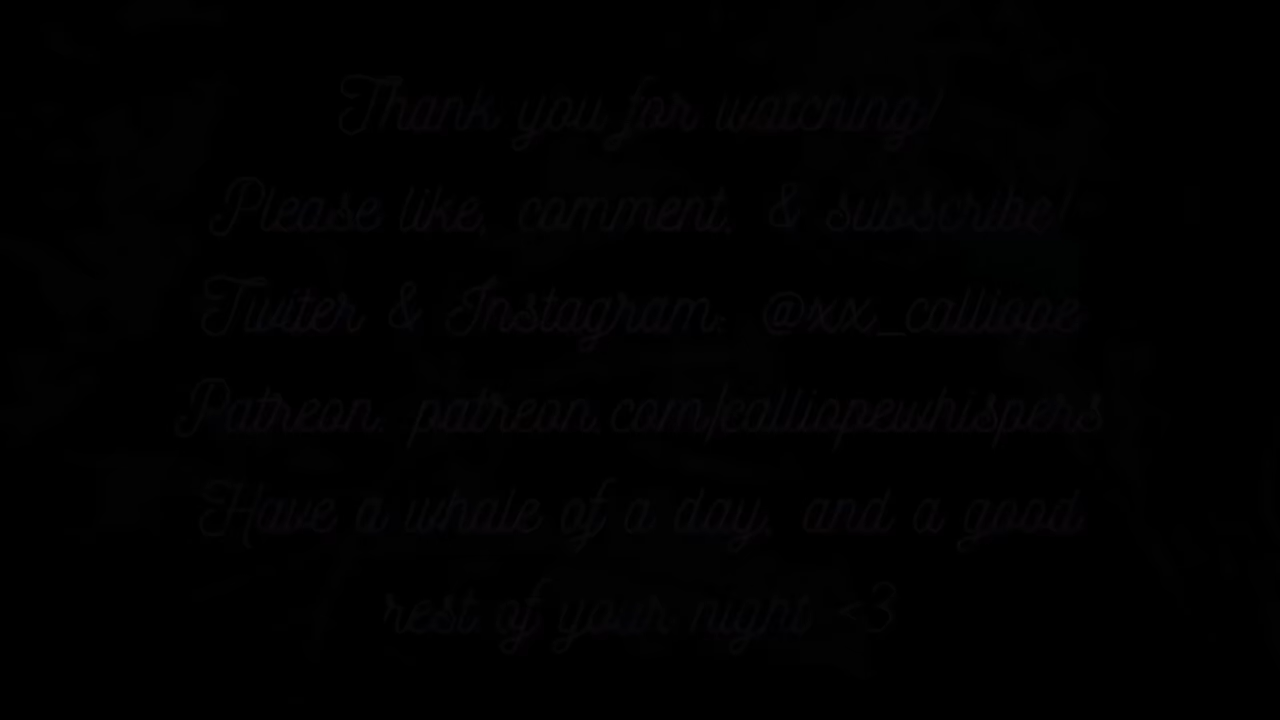 Thank you for watching!
Please like, comment, & subscribe!
Twiter & Instagram: @xx_calliope
Patreon: patreon.com/calliopewhispers
Have a whale of a day, and a good
rest of your night <3